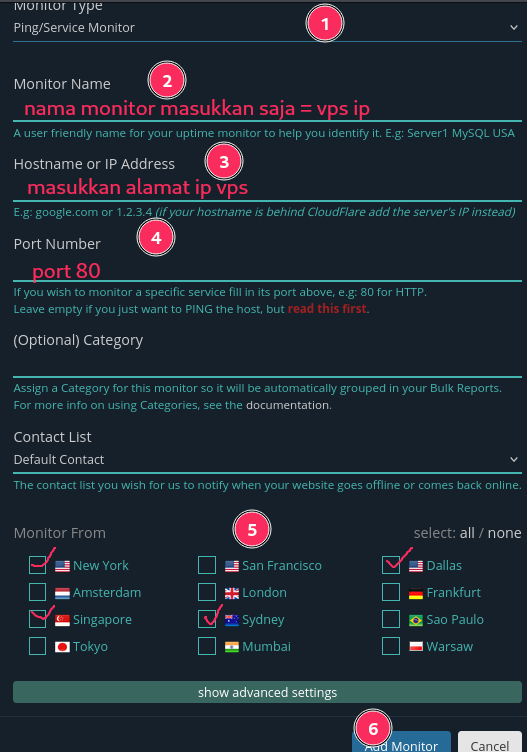 Monitor Type
1
Ping/Service Monitor
2
Monitor Name
nama monitor masukkan saja = vps ip
A user friendly name for your uptime monitor to help you identify it. E.g: Server1 MySQL USA
3
Hostname or IP Address
masukkan alamat ip vps
E.g: google.com or 1.2.3.4 (if your hostname is behind CloudFlare add the server's IP instead)
4
Port Number
port 80
If you wish to monitor a specific service fill in its port above, e.g: 80 for HTTP.
Leave empty if you just want to PING the host, but read this first.
(Optional) Category
Assign a Category for this monitor so it will be automatically grouped in your Bulk Reports.
For more info on using Categories, see the documentation.
Contact List
Default Contact
The contact list you wish for us to notify when your website goes offline or comes back online.
5
Monitor From select: all / none
New York San Francisco Dallas
Amsterdam London Frankfurt
Singapore Sydney Sao Paulo
Tokyo Mumbai Warsaw
show advanced settings
6
Add Monitor Cancel